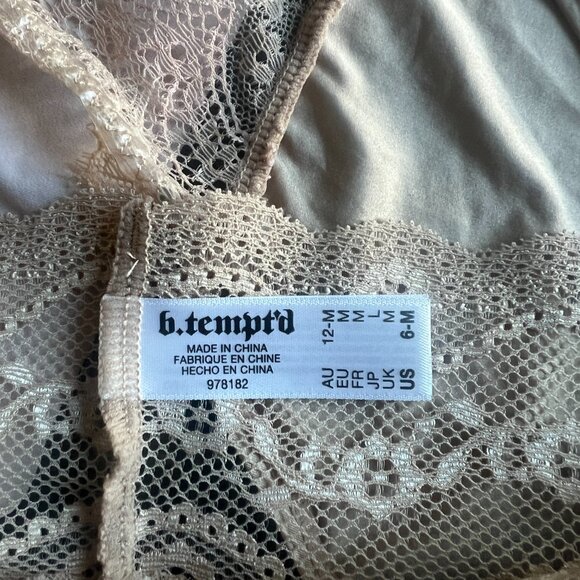 b.tempt'd
MADE IN CHINA
FABRIQUE EN CHINE
HECHO EN CHINA
978182
AU 12-M
EU M
FR M
JP L
UK M
US 6-M